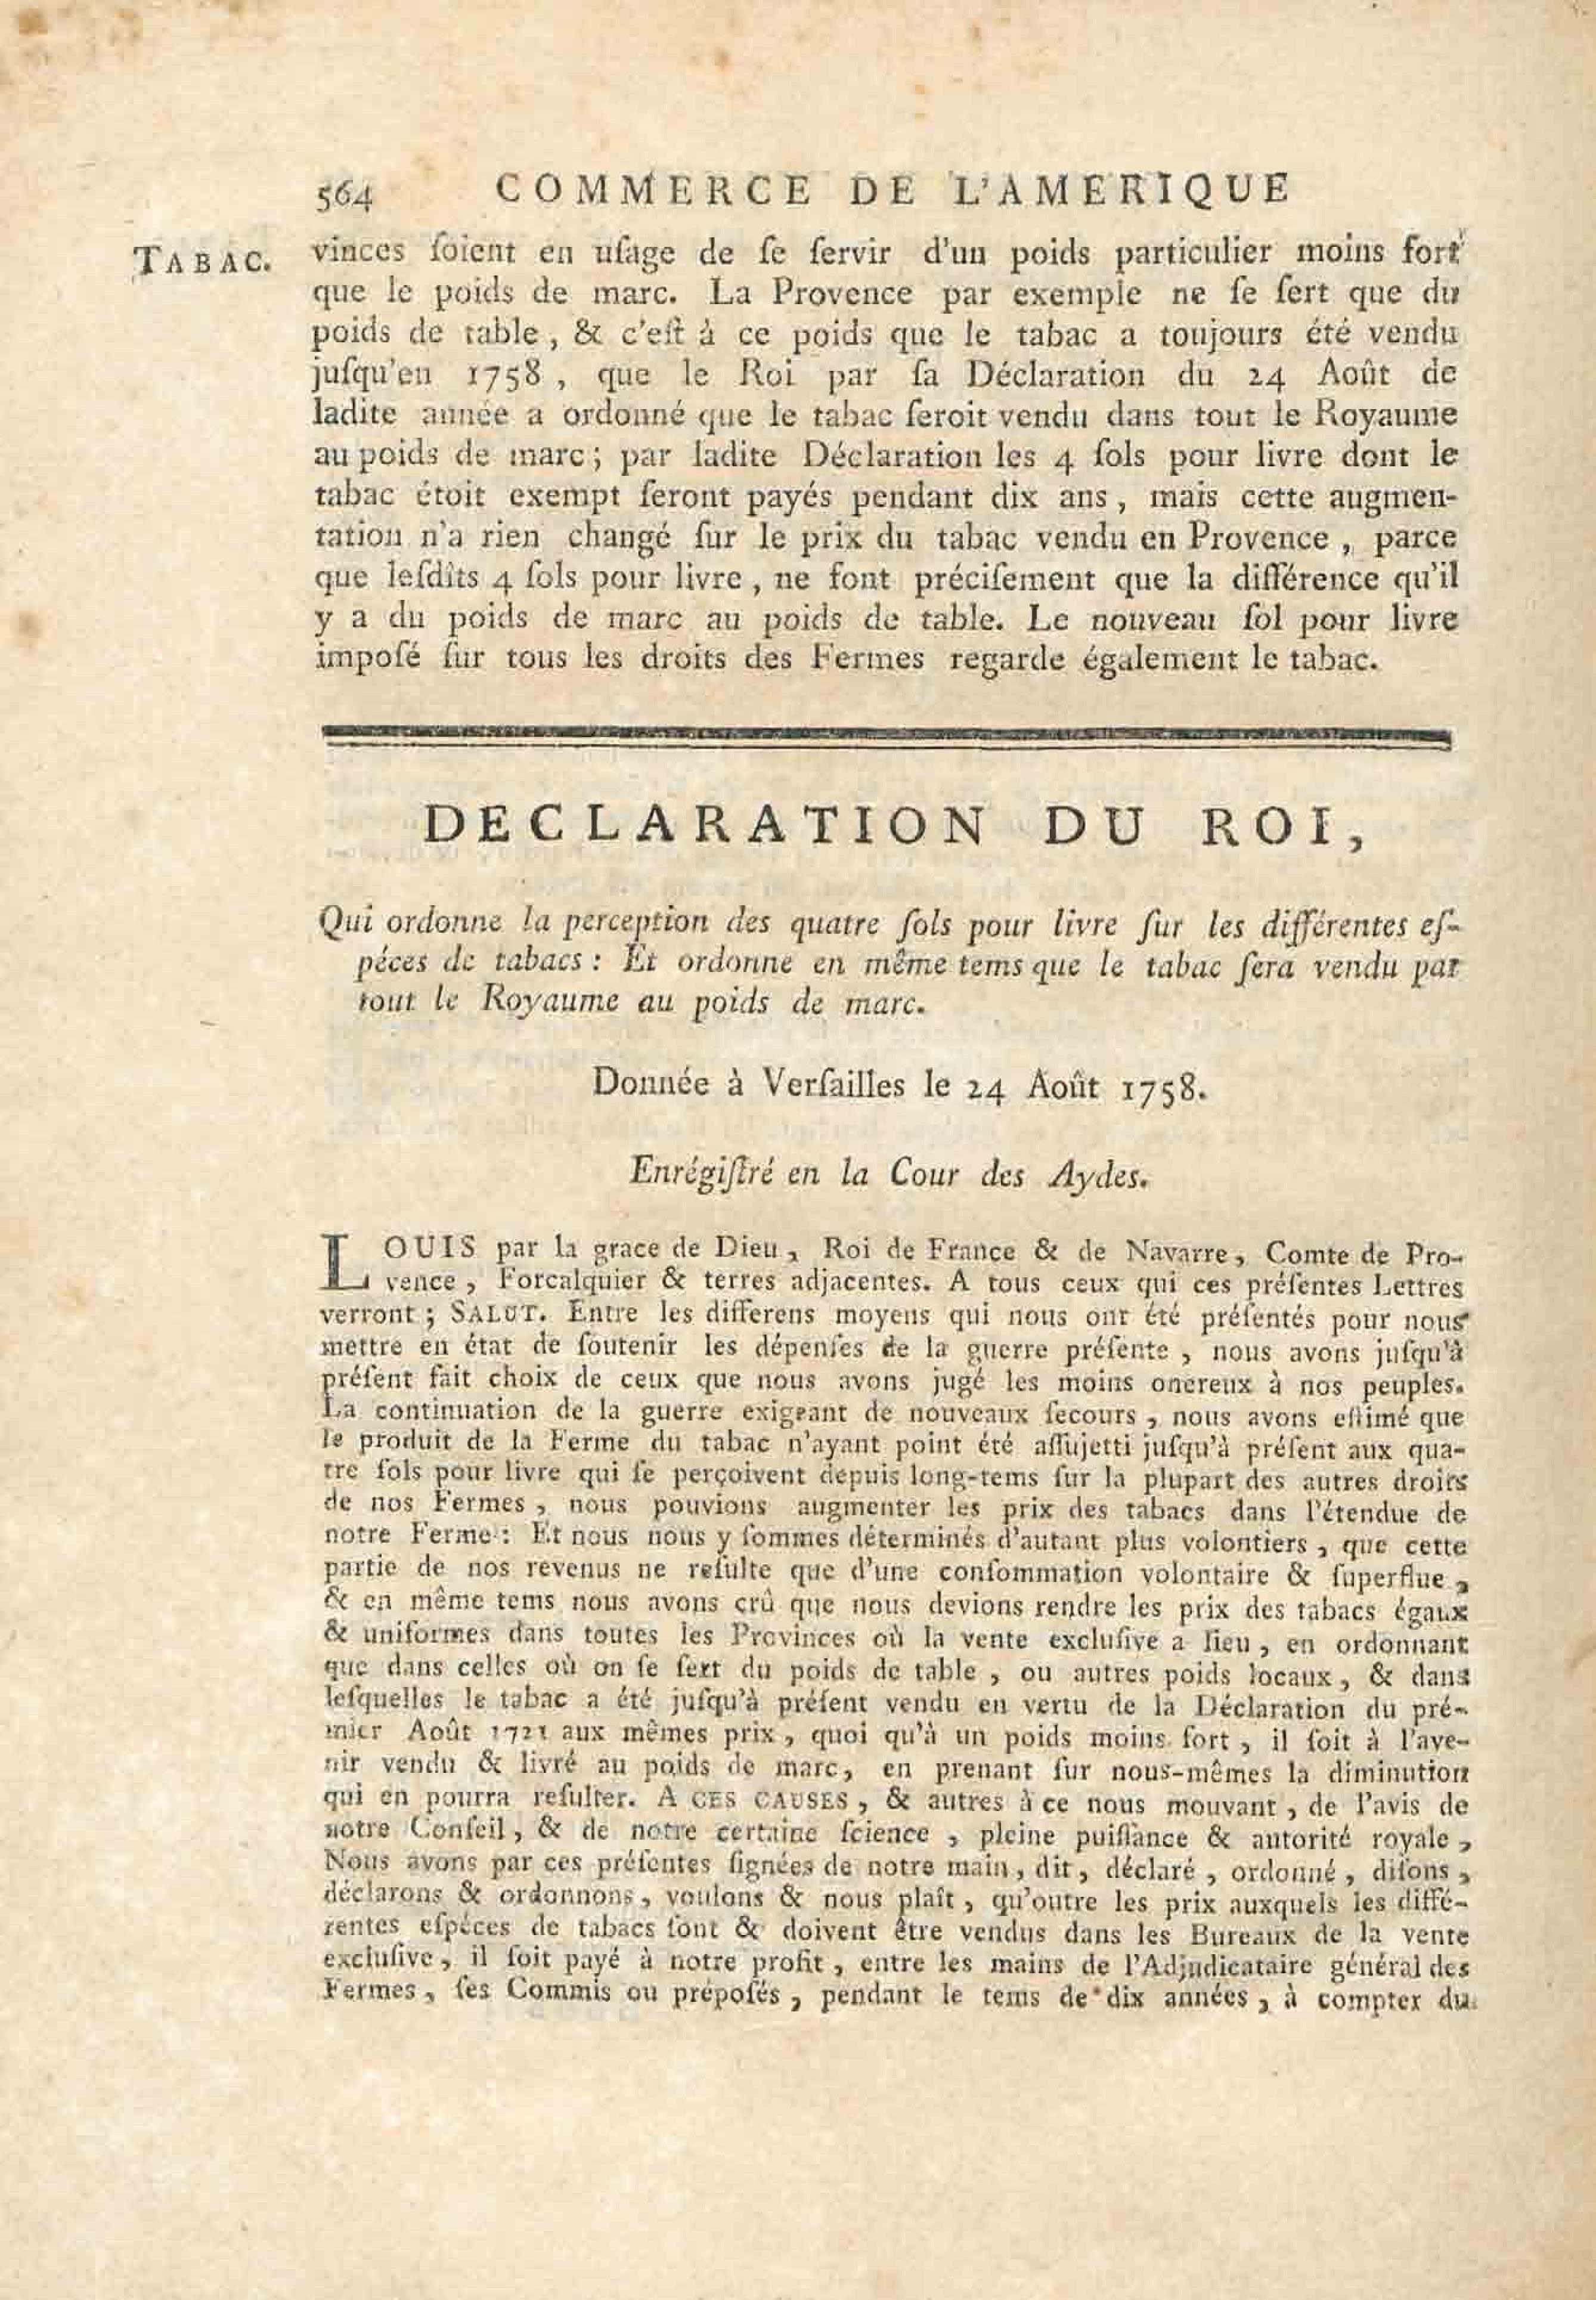 564 COMMERCE DE L'AMERIQUE
TABAC.
vinces ſoient en uſage de ſe ſervir d'un poids particulier moins fort
que le poids de marc. La Provence par exemple ne ſe ſert que du
poids de table, & c'eſt à ce poids que le tabac a toujours été vendu
juſqu'en 1758, que le Roi par ſa Déclaration du 24 Août de
ladite année a ordonné que le tabac ſeroit vendu dans tout le Royaume
au poids de marc; par ladite Déclaration les 4 ſols pour livre dont le
tabac étoit exempt ſeront payés pendant dix ans, mais cette augmen-
tation n'a rien changé ſur le prix du tabac vendu en Provence, parce
que leſdîts 4 ſols pour livre, ne font préciſement que la différence qu'il
y a du poids de marc au poids de table. Le nouveau ſol pour livre
impoſé ſur tous les droits des Fermes regarde également le tabac.
DECLARATION DU ROI,
Qui ordonne la perception des quatre ſols pour livre ſur les différentes eſ-
péces de tabacs: Et ordonne en même tems que le tabac ſera vendu par
tout le Royaume au poids de marc.
Donnée à Verſailles le 24 Août 1758.
Enrégiſtré en la Cour des Aydes.
LOUIS par la grace de Dieu, Roi de France & de Navarre, Comte de Pro-
vence, Forcalquier & terres adjacentes. A tous ceux qui ces préſentes Lettres
verront; SALUT. Entre les differens moyens qui nous ont été préſentés pour nous
mettre en état de ſoutenir les dépenſes de la guerre préſente, nous avons juſqu'à
préſent fait choix de ceux que nous avons jugé les moins onereux à nos peuples.
La continuation de la guerre exigeant de nouveaux ſecours, nous avons eſtimé que
le produit de la Ferme du tabac n'ayant point été aſſujetti juſqu'à préſent aux qua-
tre ſols pour livre qui ſe perçoivent depuis long-tems ſur la plupart des autres droits
de nos Fermes, nous pouvions augmenter les prix des tabacs dans l'étendue de
notre Ferme: Et nous nous y ſommes déterminés d'autant plus volontiers, que cette
partie de nos revenus ne reſulte que d'une conſommation volontaire & ſuperflue,
& en même tems nous avons crû que nous devions rendre les prix des tabacs égaux
& uniformes dans toutes les Provinces où la vente excluſive a lieu, en ordonnant
que dans celles où on ſe ſert du poids de table, ou autres poids locaux, & dans
leſquelles le tabac a été juſqu'à préſent vendu en vertu de la Déclaration du pré-
mier Août 1721 aux mêmes prix, quoi qu'à un poids moins fort, il ſoit à l'ave-
nir vendu & livré au poids de marc, en prenant ſur nous-mêmes la diminution
qui en pourra reſulter. A CES CAUSES, & autres à ce nous mouvant, de l'avis de
notre Conſeil, & de notre certaine ſcience, pleine puiſſance & autorité royale,
Nous avons par ces préſentes ſignées de notre main, dit, déclaré, ordonné, diſons,
déclarons & ordonnons, voulons & nous plaît, qu'outre les prix auxquels les diffé-
rentes eſpéces de tabacs ſont & doivent être vendus dans les Bureaux de la vente
excluſive, il ſoit payé à notre profit, entre les mains de l'Adjudicataire général des
Fermes, ſes Commis ou prépoſés, pendant le tems de dix années, à compter du